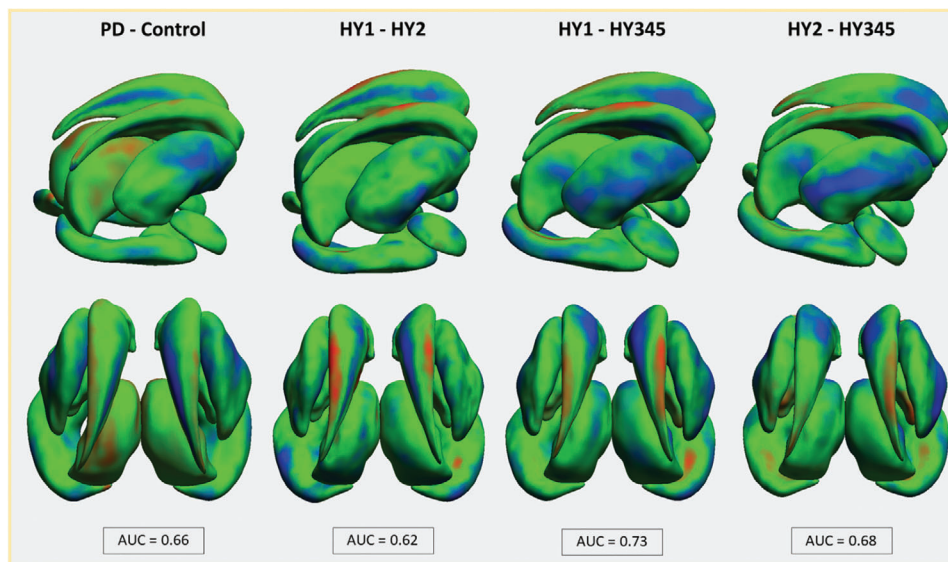 PD - Control
HY1 - HY2
HY1 - HY345
HY2 - HY345
AUC = 0.66
AUC = 0.62
AUC = 0.73
AUC = 0.68